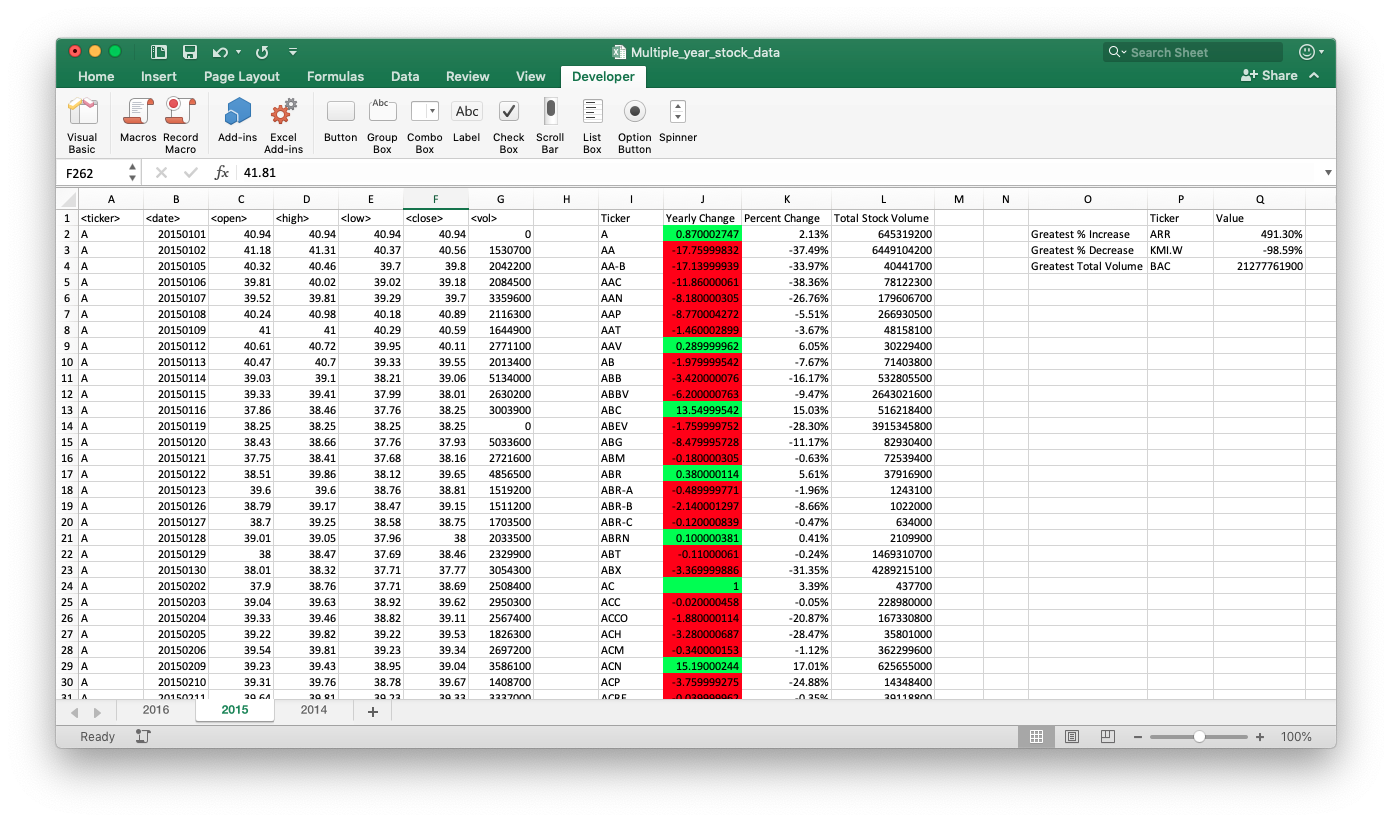 Multiple_year_stock_data
Search Sheet
Home Insert Page Layout Formulas Data Review View Developer
Share
Visual Basic Macros Record Macro Add-ins Excel Add-ins Button Group Box Combo Box Label Check Box Scroll Bar List Box Option Button Spinner
Abc Abc
F262 fx 41.81
A B C D E F G H I J K L M N O P Q
1 <ticker> <date> <open> <high> <low> <close> <vol> Ticker Yearly Change Percent Change Total Stock Volume Ticker Value
2 A 20150101 40.94 40.94 40.94 40.94 0 A 0.870002747 2.13% 645319200 Greatest % Increase ARR 491.30%
3 A 20150102 41.18 41.31 40.37 40.56 1530700 AA -17.75999832 -37.49% 6449104200 Greatest % Decrease KMI.W -98.59%
4 A 20150105 40.32 40.46 39.7 39.8 2042200 AA-B -17.13999939 -33.97% 40441700 Greatest Total Volume BAC 21277761900
5 A 20150106 39.81 40.02 39.02 39.18 2084500 AAC -11.86000061 -38.36% 78122300
6 A 20150107 39.52 39.81 39.29 39.7 3359600 AAN -8.180000305 -26.76% 179606700
7 A 20150108 40.24 40.98 40.18 40.89 2116300 AAP -8.770004272 -5.51% 266930500
8 A 20150109 41 41 40.29 40.59 1644900 AAT -1.460002899 -3.67% 48158100
9 A 20150112 40.61 40.72 39.95 40.11 2771100 AAV 0.289999962 6.05% 30229400
10 A 20150113 40.47 40.7 39.33 39.55 2013400 AB -1.979999542 -7.67% 71403800
11 A 20150114 39.03 39.1 38.21 39.06 5134000 ABB -3.420000076 -16.17% 532805500
12 A 20150115 39.33 39.41 37.99 38.01 2630200 ABBV -6.200000763 -9.47% 2643021600
13 A 20150116 37.86 38.46 37.76 38.25 3003900 ABC 13.54999542 15.03% 516218400
14 A 20150119 38.25 38.25 38.25 38.25 0 ABEV -1.759999752 -28.30% 3915345800
15 A 20150120 38.43 38.66 37.76 37.93 5033600 ABG -8.479995728 -11.17% 82930400
16 A 20150121 37.75 38.41 37.68 38.16 2721600 ABM -0.180000305 -0.63% 72539400
17 A 20150122 38.51 39.86 38.12 39.65 4856500 ABR 0.380000114 5.61% 37916900
18 A 20150123 39.6 39.6 38.76 38.81 1519200 ABR-A -0.489999771 -1.96% 1243100
19 A 20150126 38.79 39.17 38.47 39.15 1511200 ABR-B -2.140001297 -8.66% 1022000
20 A 20150127 38.7 39.25 38.58 38.75 1703500 ABR-C -0.120000839 -0.47% 634000
21 A 20150128 39.01 39.05 37.96 38 2033500 ABRN 0.100000381 0.41% 2109900
22 A 20150129 38 38.47 37.69 38.46 2329900 ABT -0.11000061 -0.24% 1469310700
23 A 20150130 38.01 38.32 37.71 37.77 3054300 ABX -3.369999886 -31.35% 4289215100
24 A 20150202 37.9 38.76 37.71 38.69 2508400 AC 1 3.39% 437700
25 A 20150203 39.04 39.63 38.92 39.62 2950300 ACC -0.020000458 -0.05% 228980000
26 A 20150204 39.33 39.46 38.82 39.11 2567400 ACCO -1.880000114 -20.87% 167330800
27 A 20150205 39.22 39.82 39.22 39.53 1826300 ACH -3.280000687 -28.47% 35801000
28 A 20150206 39.54 39.81 39.23 39.34 2697200 ACM -0.340000153 -1.12% 362299600
29 A 20150209 39.23 39.43 38.95 39.04 3586100 ACN 15.19000244 17.01% 625655000
30 A 20150210 39.31 39.76 38.78 39.67 1408700 ACP -3.759999275 -24.88% 14348400
31 A 20150211 39.64 39.81 39.23 39.33 3337000 ACRE -0.039999962 -0.35% 39118800
2016 2015 2014 +
Ready 100%